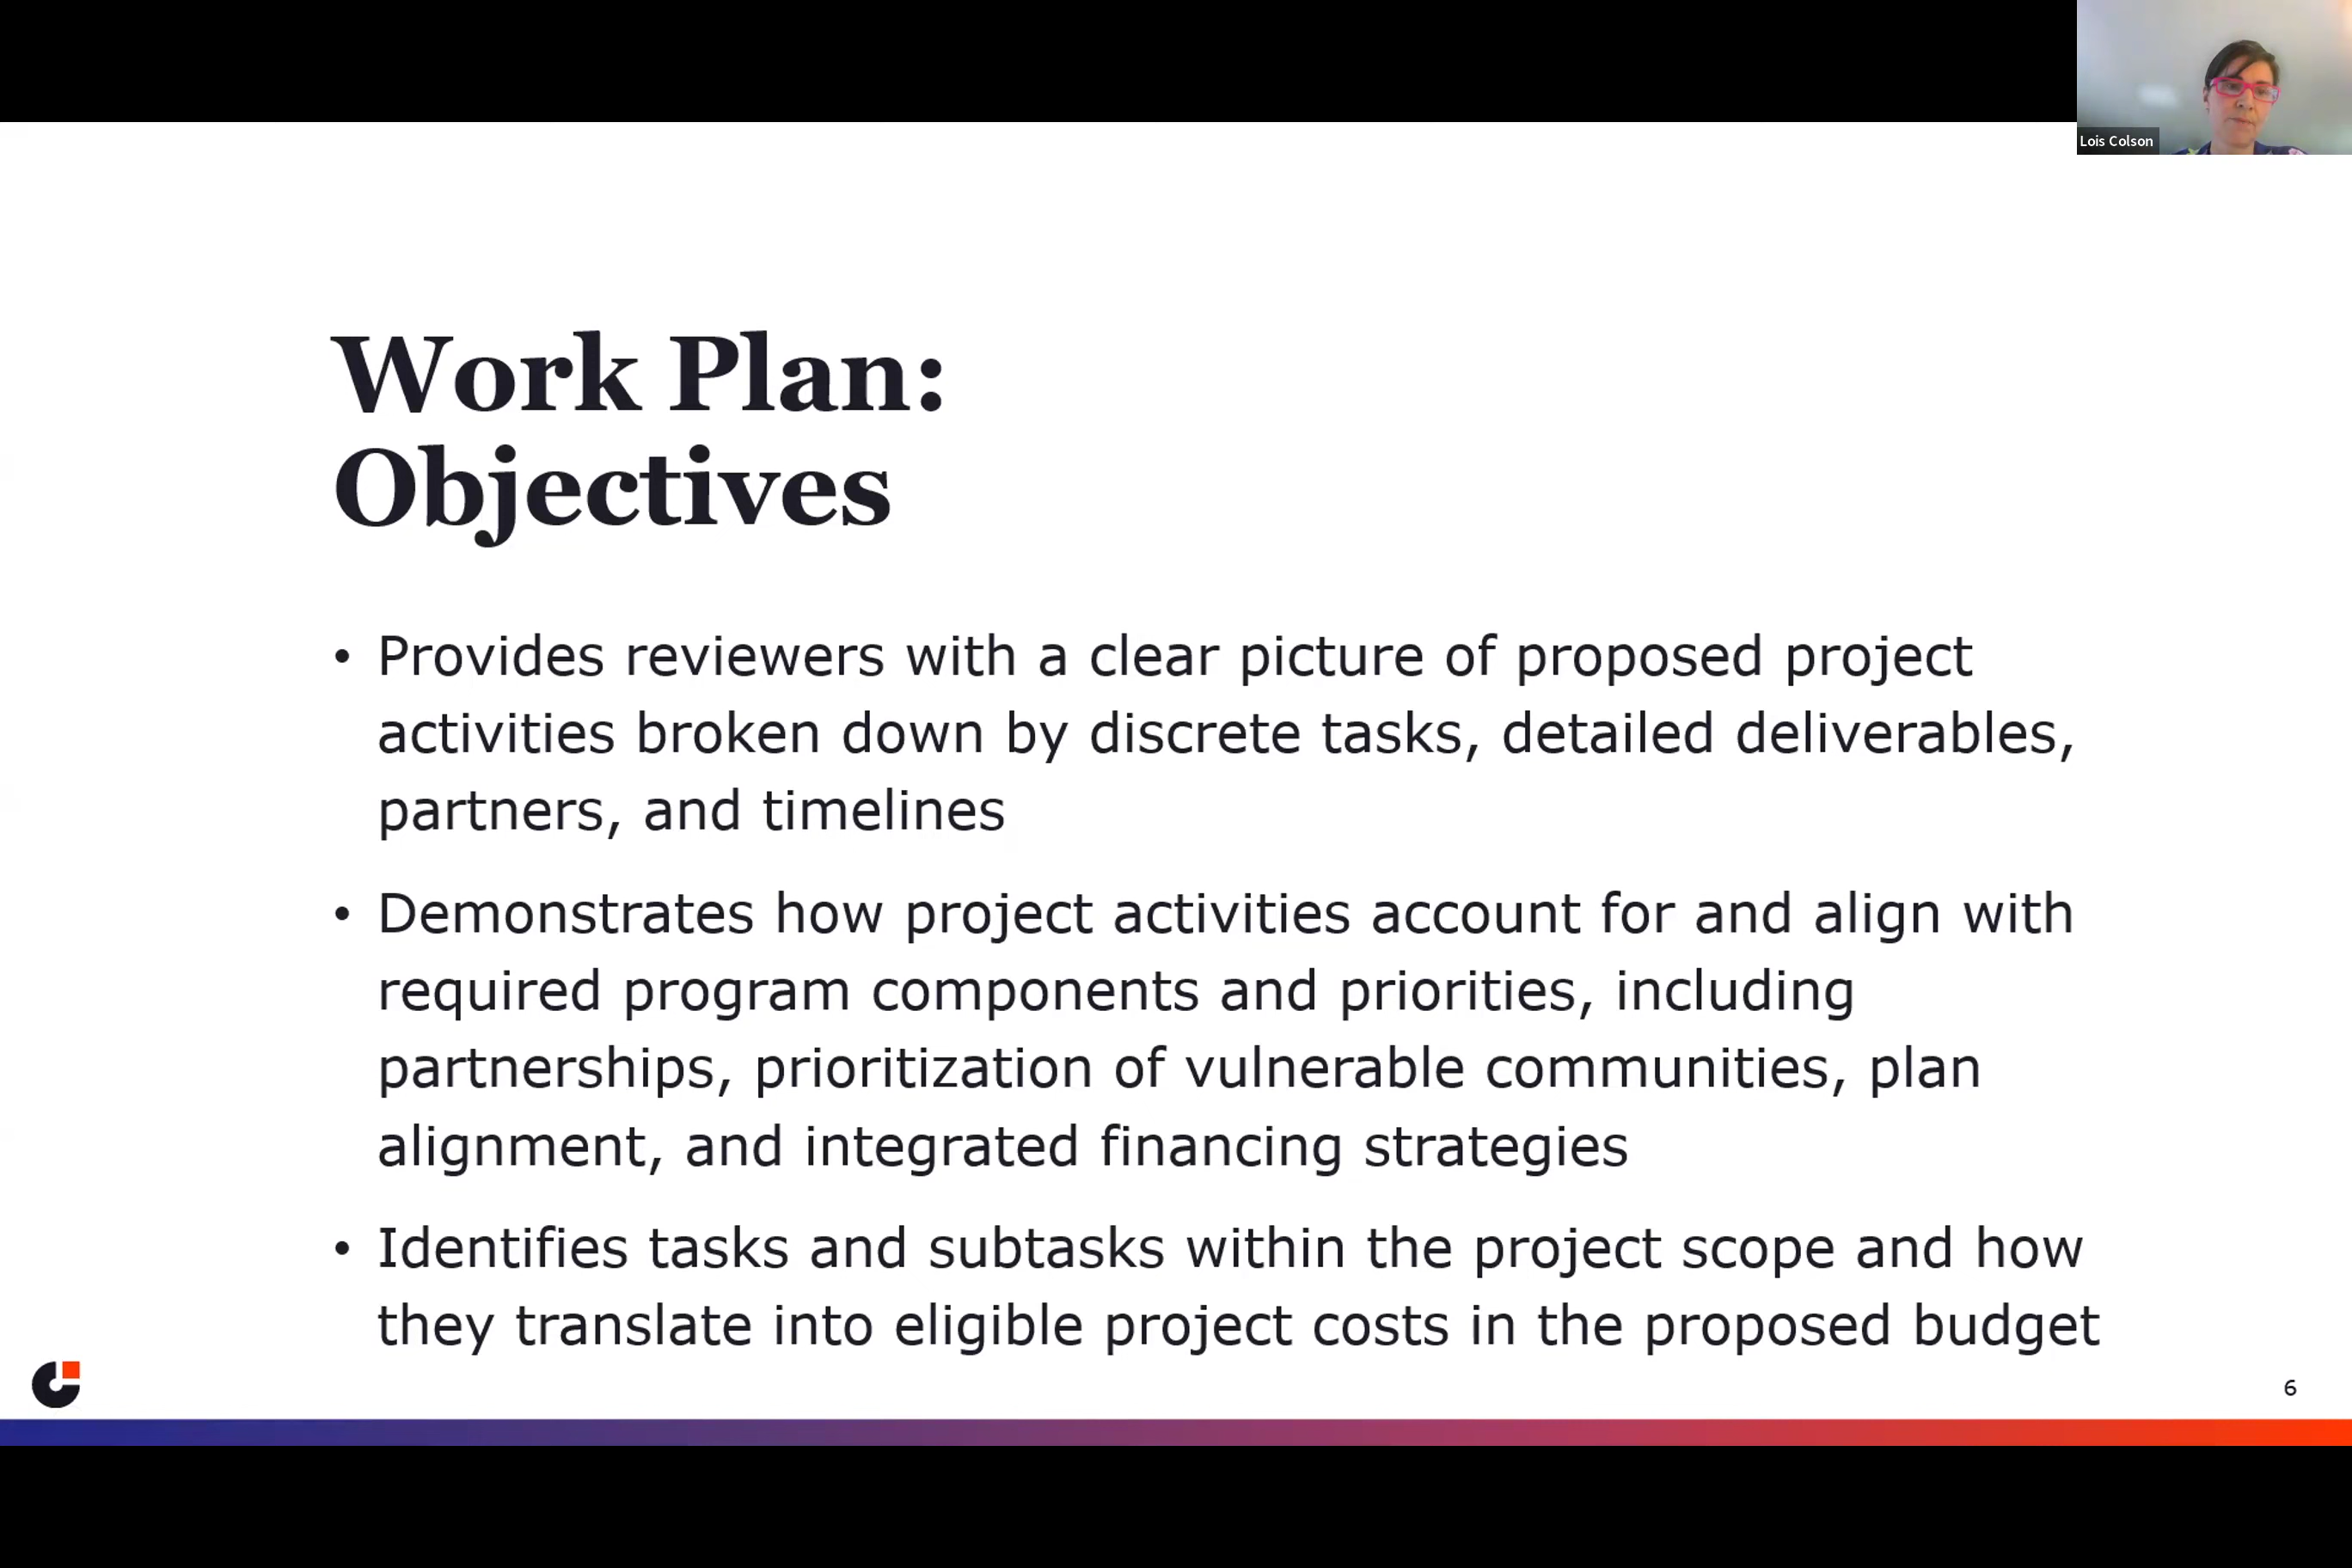 Lois Colson
Work Plan:
Objectives
• Provides reviewers with a clear picture of proposed project
activities broken down by discrete tasks, detailed deliverables,
partners, and timelines
• Demonstrates how project activities account for and align with
required program components and priorities, including
partnerships, prioritization of vulnerable communities, plan
alignment, and integrated financing strategies
• Identifies tasks and subtasks within the project scope and how
they translate into eligible project costs in the proposed budget
6